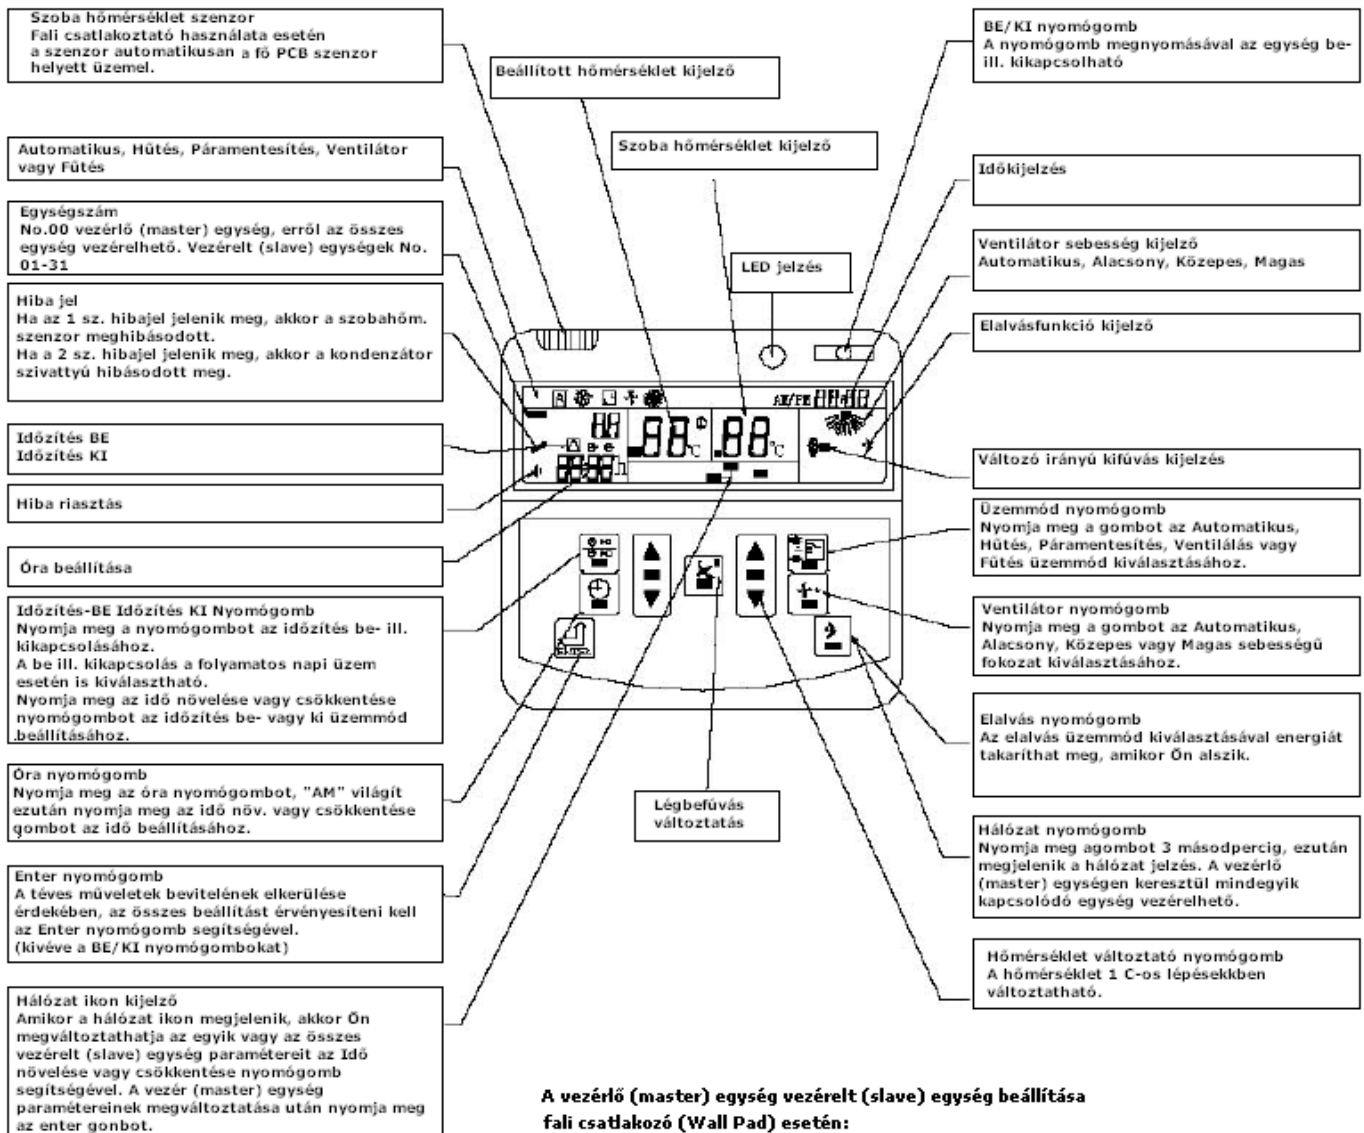 Szoba hőmérséklet szenzor
Fali csatlakoztató használata esetén
a szenzor automatikusan a fő PCB szenzor
helyett üzemel.
Automatikus, Hűtés, Páramentesítés, Ventilátor
vagy Fűtés
Egységszám
No.00 vezérlő (master) egység, erről az összes
egység vezérelhető. Vezérelt (slave) egységek No.
01-31
Hiba jel
Ha az 1 sz. hibajel jelenik meg, akkor a szobahőm.
szenzor meghibásodott.
Ha a 2 sz. hibajel jelenik meg, akkor a kondenzátor
szivattyú hibásodott meg.
Időzítés BE
Időzítés KI
Hiba riasztás
Óra beállítása
Időzítés-BE Időzítés KI Nyomógomb
Nyomja meg a nyomógombot az időzítés be- ill.
kikapcsolásához.
A be ill. kikapcsolás a folyamatos napi üzem
esetén is kiválasztható.
Nyomja meg az idő növelése vagy csökkentése
nyomógombot az időzítés be- vagy ki üzemmód
beállításához.
Óra nyomógomb
Nyomja meg az óra nyomógombot, "AM" világít
ezután nyomja meg az idő növ. vagy csökkentése
gombot az idő beállításához.
Enter nyomógomb
A téves műveletek bevitelének elkerülése
érdekében, az összes beállítást érvényesíteni kell
az Enter nyomógomb segítségével.
(kivéve a BE/KI nyomógombokat)
Hálózat ikon kijelző
Amikor a hálózat ikon megjelenik, akkor Ön
megváltoztathatja az egyik vagy az összes
vezérelt (slave) egység paramétereit az Idő
növelése vagy csökkentése nyomógomb
segítségével. A vezér (master) egység
paramétereinek megváltoztatása után nyomja meg
az enter gonbot.
Beállított hőmérséklet kijelző
Szoba hőmérséklet kijelző
LED jelzés
A
AM/PM 88:88
88
88 °C
88 °C
88:88 h
Légbefúvás
változtatás
BE/KI nyomógomb
A nyomógomb megnyomásával az egység be-
ill. kikapcsolható
Időkijelzés
Ventilátor sebesség kijelző
Automatikus, Alacsony, Közepes, Magas
Elalvásfunkció kijelző
Változó irányú kifúvás kijelzés
Üzemmód nyomógomb
Nyomja meg a gombot az Automatikus,
Hűtés, Páramentesítés, Ventilálás vagy
Fűtés üzemmód kiválasztásához.
Ventilátor nyomógomb
Nyomja meg a gombot az Automatikus,
Alacsony, Közepes vagy Magas sebességű
fokozat kiválasztásához.
Elalvás nyomógomb
Az elalvás üzemmód kiválasztásával energiát
takaríthat meg, amikor Ön alszik.
Hálózat nyomógomb
Nyomja meg agombot 3 másodpercig, ezután
megjelenik a hálózat jelzés. A vezérlő
(master) egységen keresztül mindegyik
kapcsolódó egység vezérelhető.
Hőmérséklet változtató nyomógomb
A hőmérséklet 1 C-os lépésekkben
változtatható.
A vezérlő (master) egység vezérelt (slave) egység beállítása
fali csatlakozó (Wall Pad) esetén: